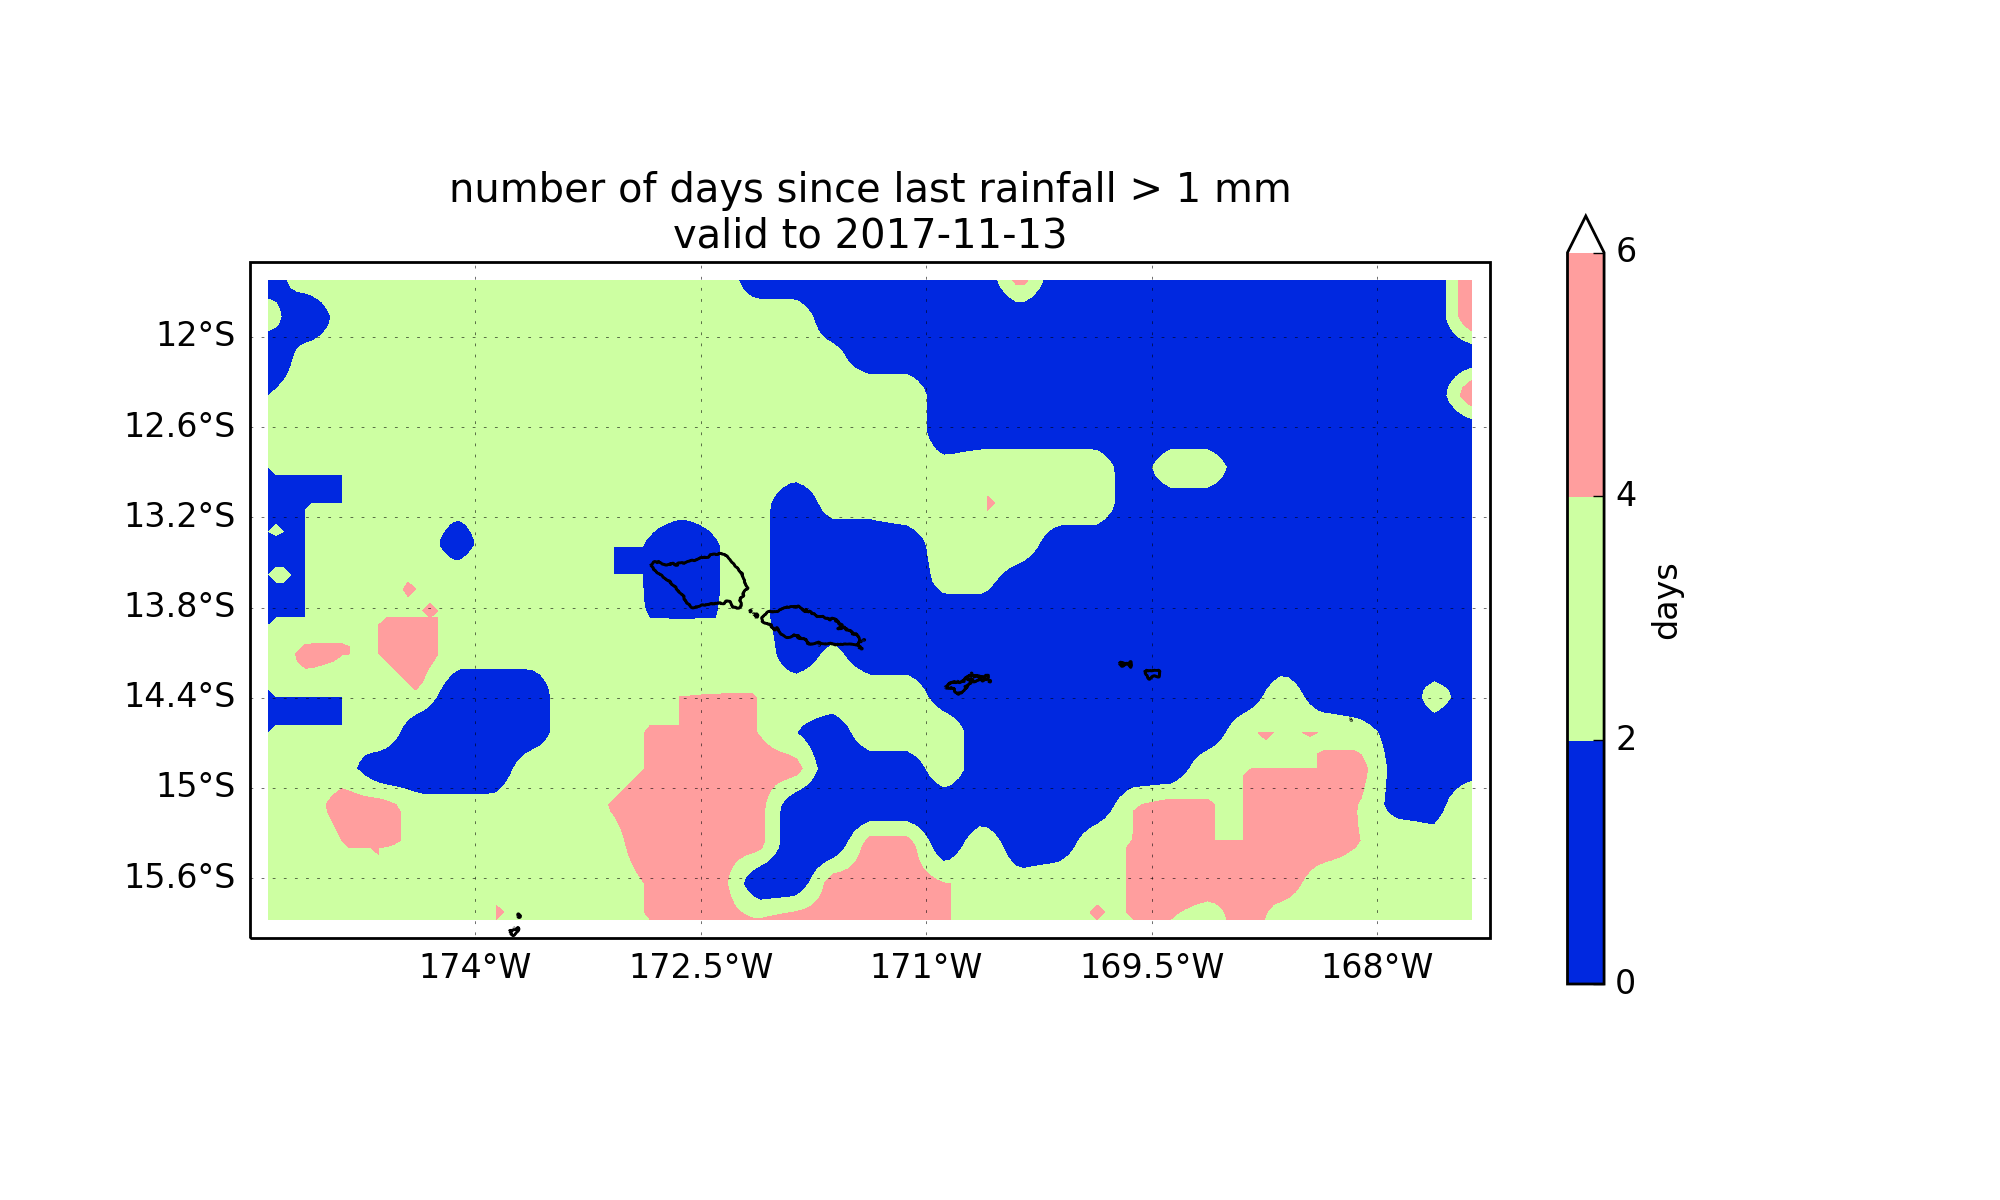 number of days since last rainfall > 1 mm
valid to 2017-11-13
12°S
12.6°S
13.2°S
13.8°S
14.4°S
15°S
15.6°S
174°W
172.5°W
171°W
169.5°W
168°W
6
4
2
0
days